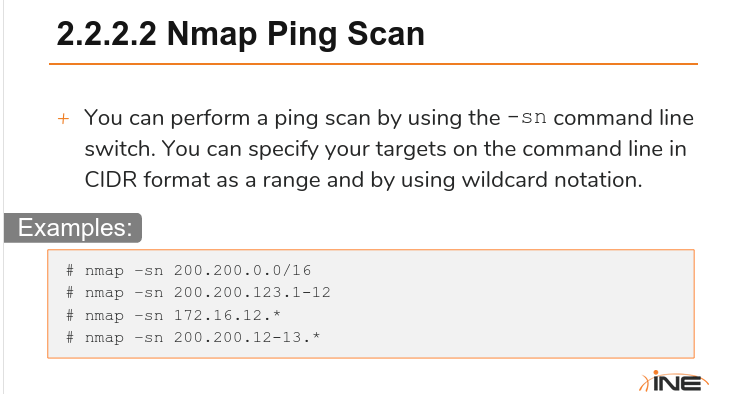 2.2.2.2 Nmap Ping Scan
+ You can perform a ping scan by using the -sn command line
switch. You can specify your targets on the command line in
CIDR format as a range and by using wildcard notation.
Examples:
# nmap -sn 200.200.0.0/16
# nmap -sn 200.200.123.1-12
# nmap -sn 172.16.12.*
# nmap -sn 200.200.12-13.*
INE